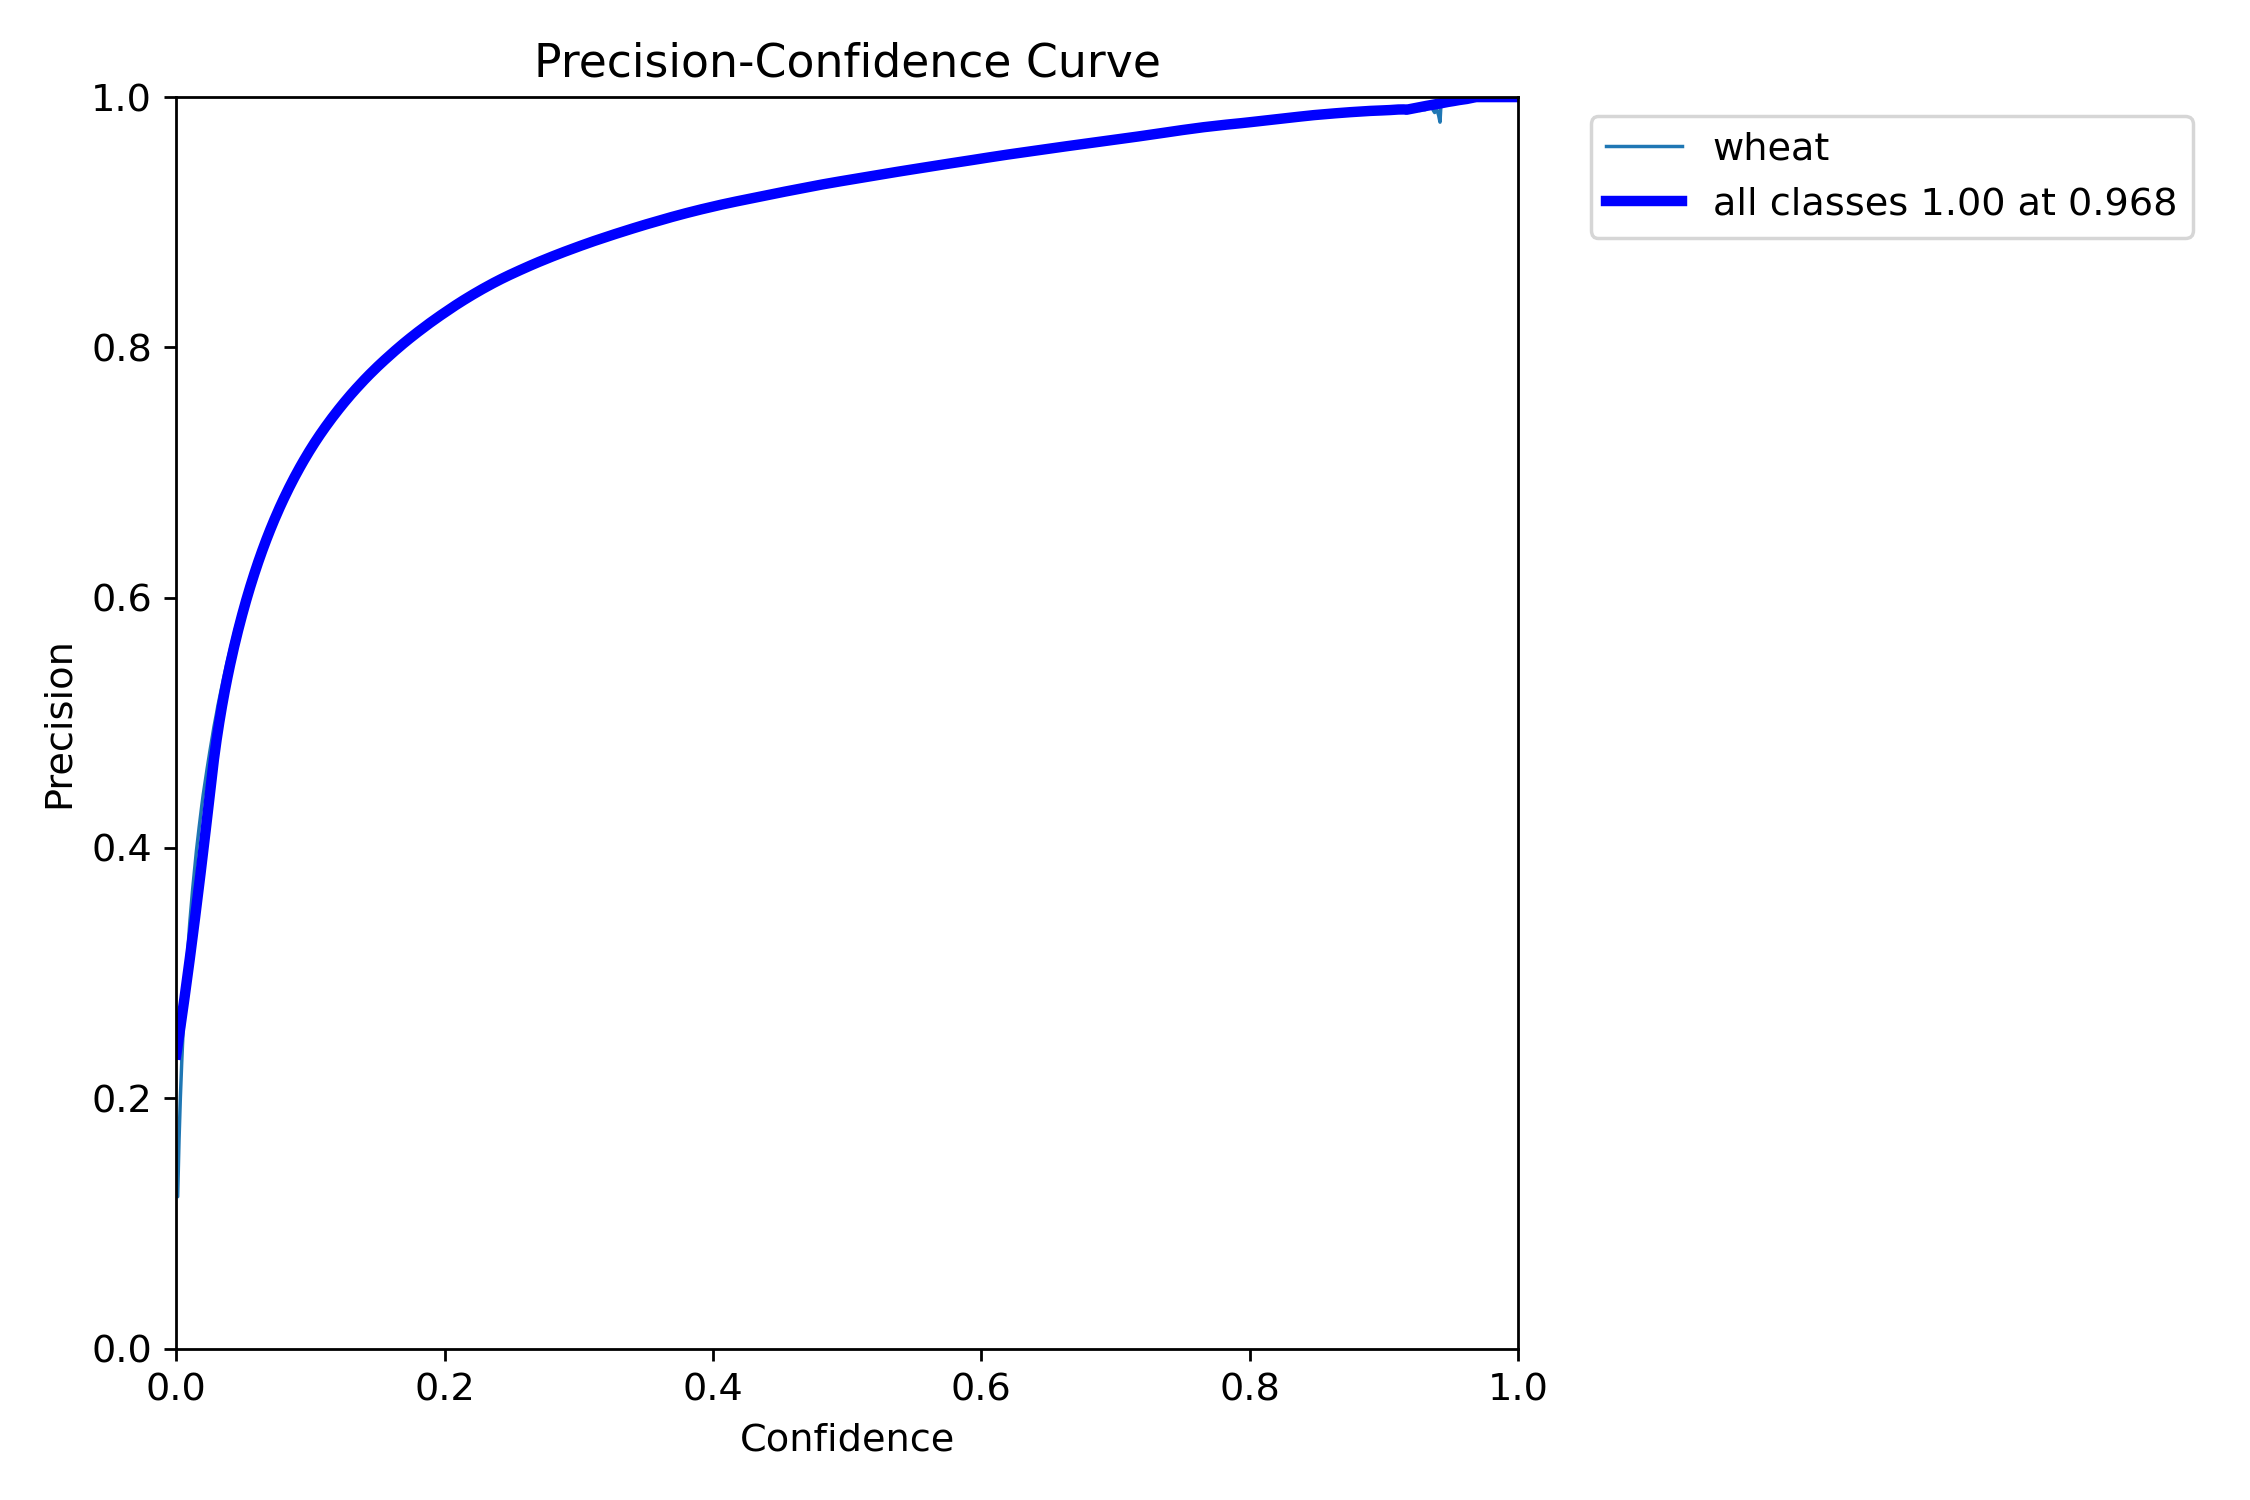 Precision-Confidence Curve
1.0
0.8
0.6
0.4
0.2
0.0
Precision
0.0 0.2 0.4 0.6 0.8 1.0
Confidence
wheat
all classes 1.00 at 0.968